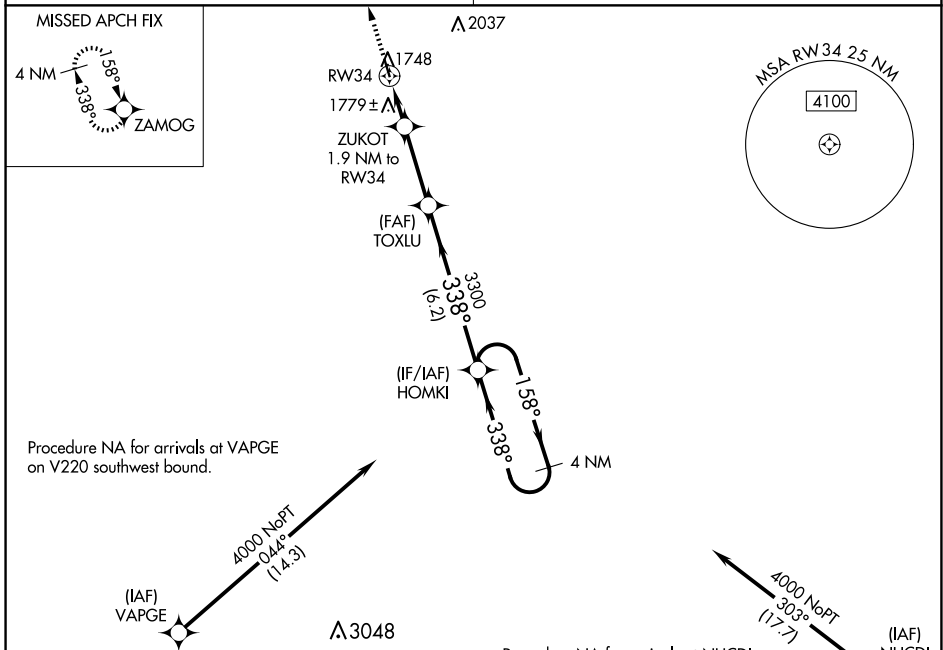 MISSED APCH FIX
4 NM
158°
338°
ZAMOG
2037
1748
RW34
1779±
ZUKOT
1.9 NM to
RW34
MSA RW34 25 NM
4100
(FAF)
TOXLU
3300
338°
(6.2)
(IF/IAF)
HOMKI
158°
338°
4 NM
Procedure NA for arrivals at VAPGE
on V220 southwest bound.
4000 NoPT
044°
(14.3)
(IAF)
VAPGE
3048
4000 NoPT
303°
(17.7)
(IAF)